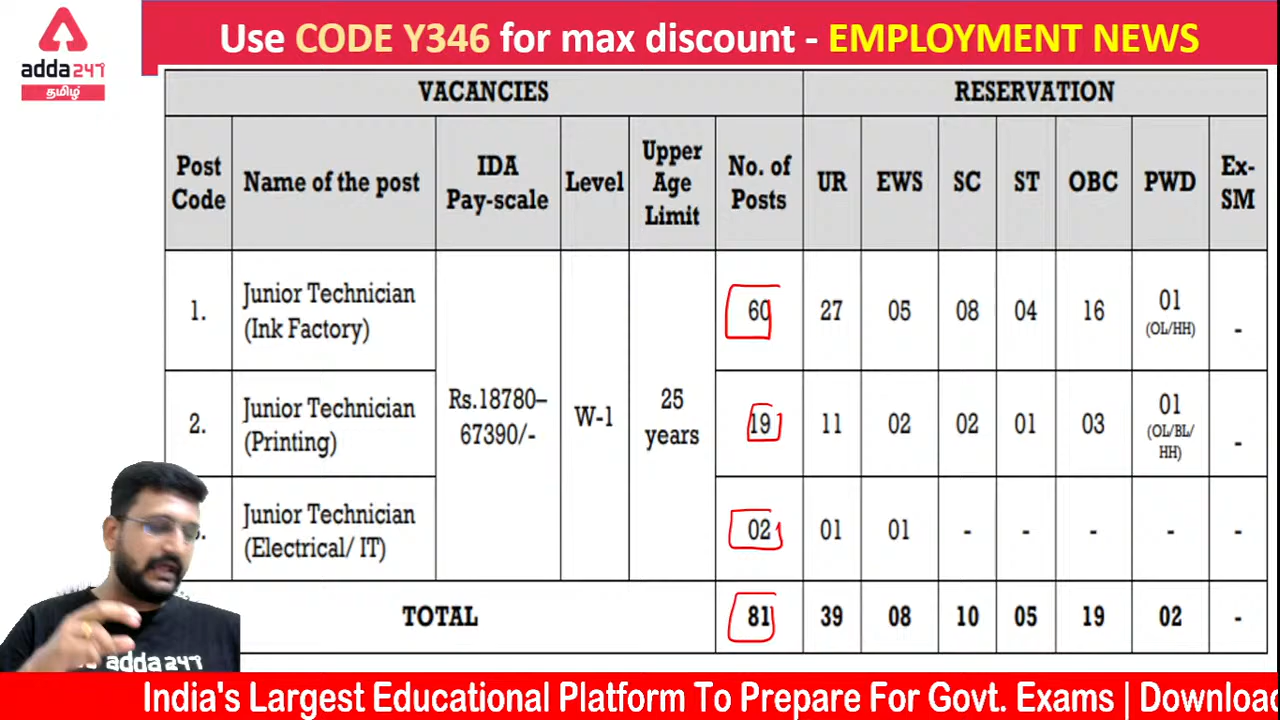 Use CODE Y346 for max discount - EMPLOYMENT NEWS
adda247
தமிழ்
VACANCIES RESERVATION
Post Code Name of the post IDA Pay-scale Level Upper Age Limit No. of Posts UR EWS SC ST OBC PWD Ex-SM
1. Junior Technician (Ink Factory) Rs.18780–67390/- W-1 25 years 60 27 05 08 04 16 01 (OL/HH) -
2. Junior Technician (Printing) 19 11 02 02 01 03 01 (OL/BL/HH) -
Junior Technician (Electrical/ IT) 02 01 01 - - - - -
TOTAL 81 39 08 10 05 19 02 -
adda247
India's Largest Educational Platform To Prepare For Govt. Exams | Download